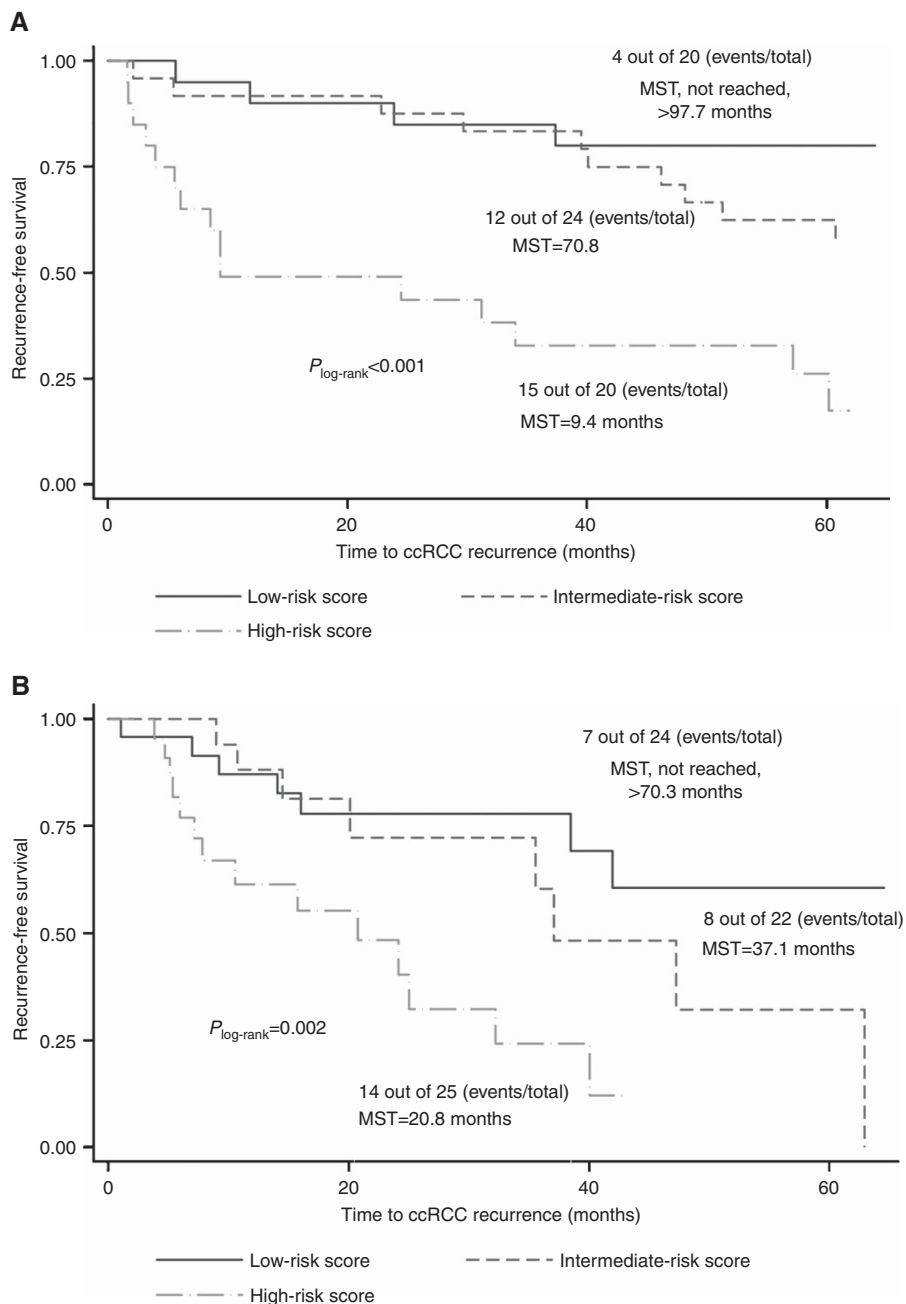 A
1.00
0.75
0.50
0.25
0.00
Recurrence-free survival
4 out of 20 (events/total)
MST, not reached,
>97.7 months
12 out of 24 (events/total)
MST=70.8
P log-rank<0.001
15 out of 20 (events/total)
MST=9.4 months
0 20 40 60
Time to ccRCC recurrence (months)
Low-risk score Intermediate-risk score
High-risk score
B
1.00
0.75
0.50
0.25
0.00
Recurrence-free survival
7 out of 24 (events/total)
MST, not reached,
>70.3 months
8 out of 22 (events/total)
MST=37.1 months
P log-rank=0.002
14 out of 25 (events/total)
MST=20.8 months
0 20 40 60
Time to ccRCC recurrence (months)
Low-risk score Intermediate-risk score
High-risk score